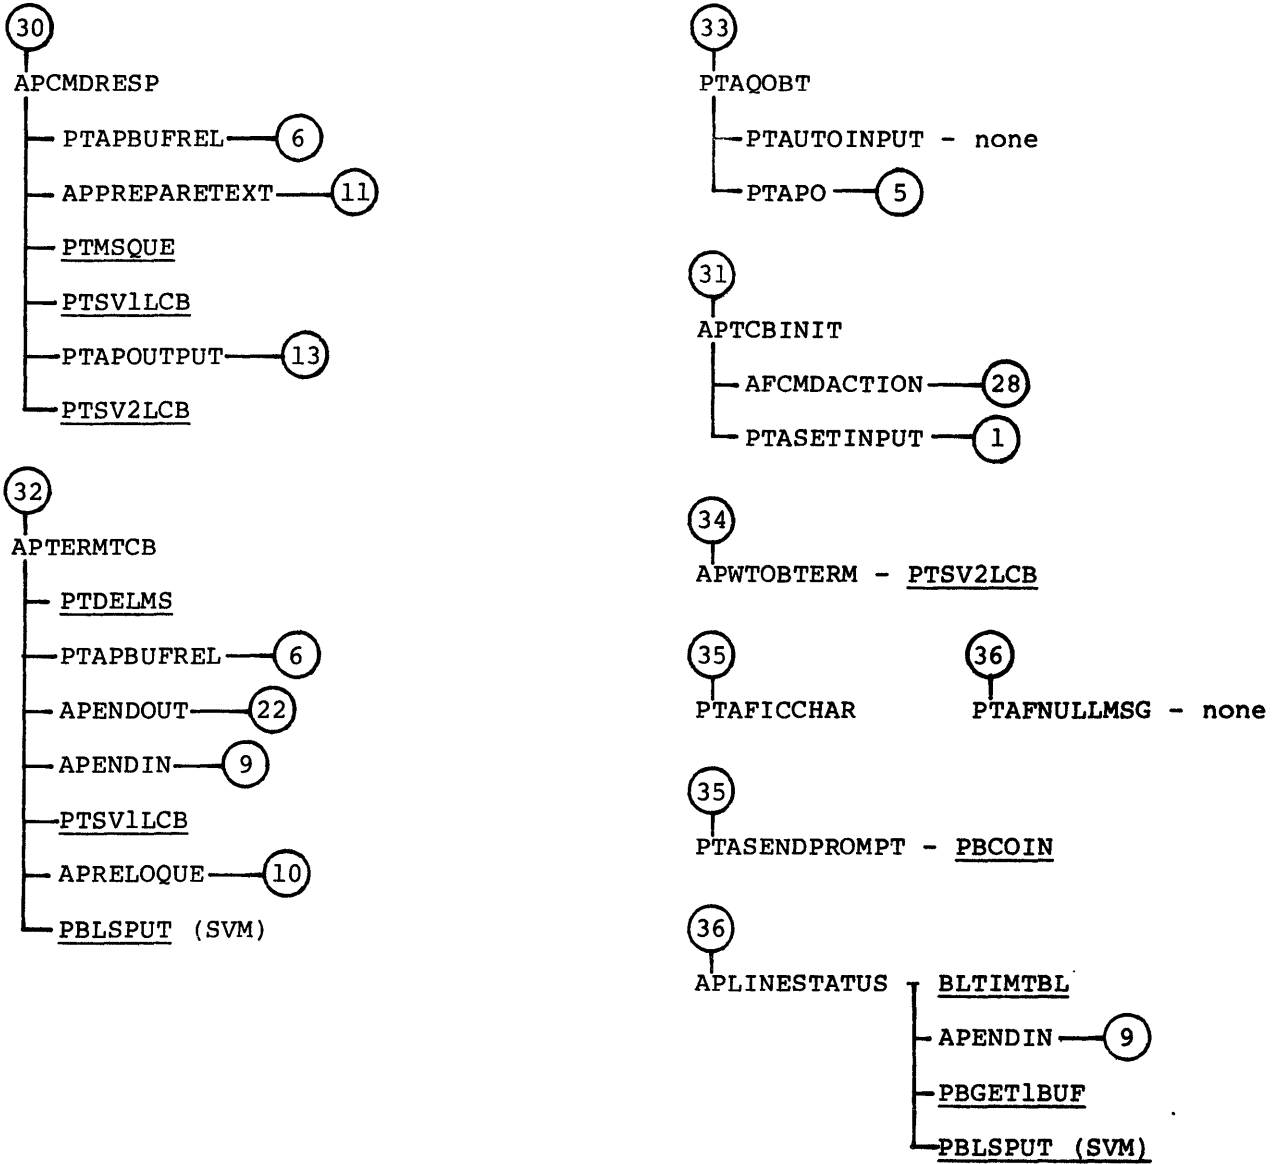 30
APCMDRESP
PTAPBUFREL 6
APPREPARETEXT 11
PTMSQUE
PTSV1LCB
PTAPOUTPUT 13
PTSV2LCB
32
APTERMTCB
PTDELMS
PTAPBUFREL 6
APENDOUT 22
APENDIN 9
PTSV1LCB
APRELOQUE 10
PBLSPUT (SVM)
33
PTAQOBT
PTAUTOINPUT - none
PTAPO 5
31
APTCBINIT
AFCMDACTION 28
PTASETINPUT 1
34
APWTOBTERM - PTSV2LCB
35
PTAFICCHAR
36
PTAFNULLMSG - none
35
PTASENDPROMPT - PBCOIN
36
APLINESTATUS BLTIMTBL
APENDIN 9
PBGET1BUF
PBLSPUT (SVM)